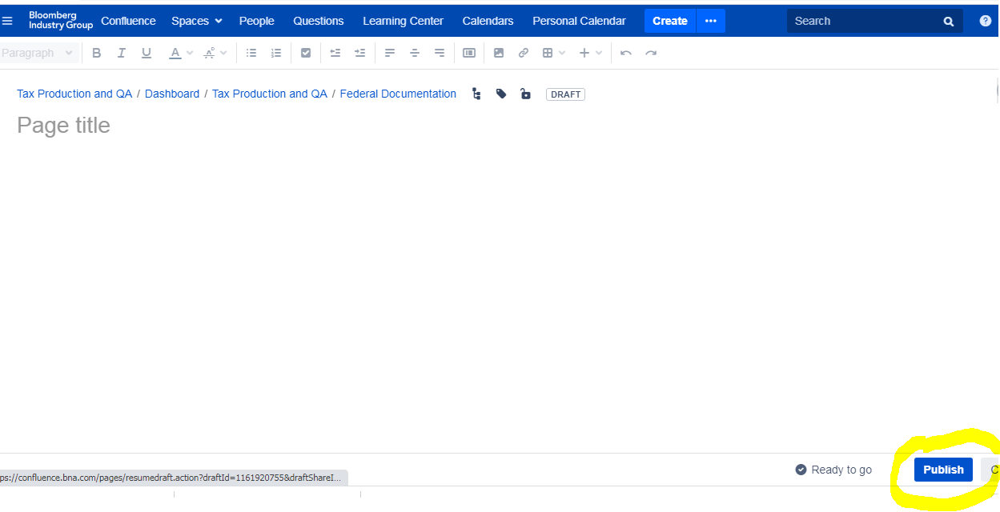 Bloomberg
Industry Group
Confluence Spaces People Questions Learning Center Calendars Personal Calendar Create ••• Search ?
Paragraph B I U A
Tax Production and QA / Dashboard / Tax Production and QA / Federal Documentation DRAFT
Page title
Ready to go Publish C
ps://confluence.bna.com/pages/resumedraft.action?draftId=1161920755&draftShareI...